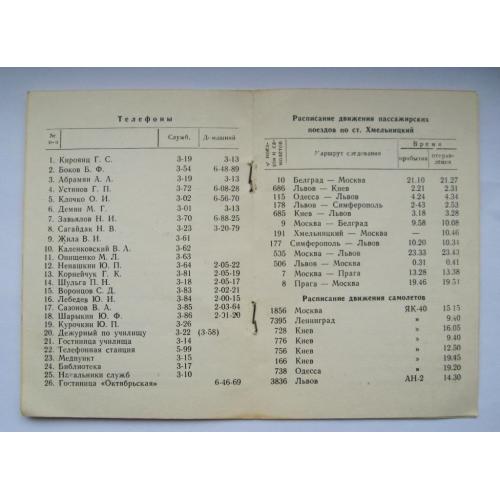 Телефоны
№ п-п Служ. Домашний
1. Кироянц Г. С. 3-19 3-13
2. Боков Б. Ф. 3-54 6-48-89
3. Абрамян А. А. 3-19 3-13
4. Устинов Г. П. 3-72 6-08-28
5. Клочко О. И. 3-02 6-56-70
6. Демин М. Г. 3-01 3-13
7. Завьялов Н. И. 3-70 6-88-25
8. Сагайдак Н. В. 3-23 3-20-79
9. Жила В. И. 3-61
10. Каленковский В. А. 3-62
11. Онищенко М. Л. 3-63
12. Ненашкин Ю. П. 3-64 2-05-22
13. Корнейчук Г. К. 3-81 2-05-19
14. Шульга П. Н. 3-18 2-05-17
15. Воронцов С. Д. 3-83 2-02-21
16. Лебедев Ю. И. 3-84 2-00-15
17. Сазонов В. А. 3-85 2-03-64
18. Шарыкин Ю. Ф. 3-86 2-31-20
19. Курочкин Ю. П. 3-26
20. Дежурный по училищу 3-22 (3-58)
21. Гостиница училища 3-14
22. Телефонная станция 5-99
23. Медпункт 3-15
24. Библиотека 3-17
25. Начальники служб 3-10
26. Гостиница «Октябрьская» 6-46-69
Расписание движения пассажирских
поездов по ст. Хмельницкий
Маршрут следования
Время
прибытия
отправления
10 Белград — Москва 21.10 21.27
686 Львов — Киев 2.21 2.31
115 Одесса — Львов 4.24 4.34
178 Львов — Симферополь 2-43 2.53
685 Киев — Львов 3.18 3.28
9 Москва — Белград 9.58 10.08
191 Хмельницкий — Москва — 10.46
177 Симферополь — Львов 10.20 10.34
535 Москва — Львов 23.33 23.43
506 Львов — Москва 0.31 0.41
7 Москва — Прага 13.28 13.38
8 Прага — Москва 19.46 19.51
Расписание движения самолетов
1856 Москва ЯК-40 15.15
7395 Ленинград » 9.40
728 Киев » 16.05
776 Киев » 9.40
756 Киев » 12.50
166 Киев » 19.45
738 Одесса » 19.20
3836 Львов АН-2 14.30